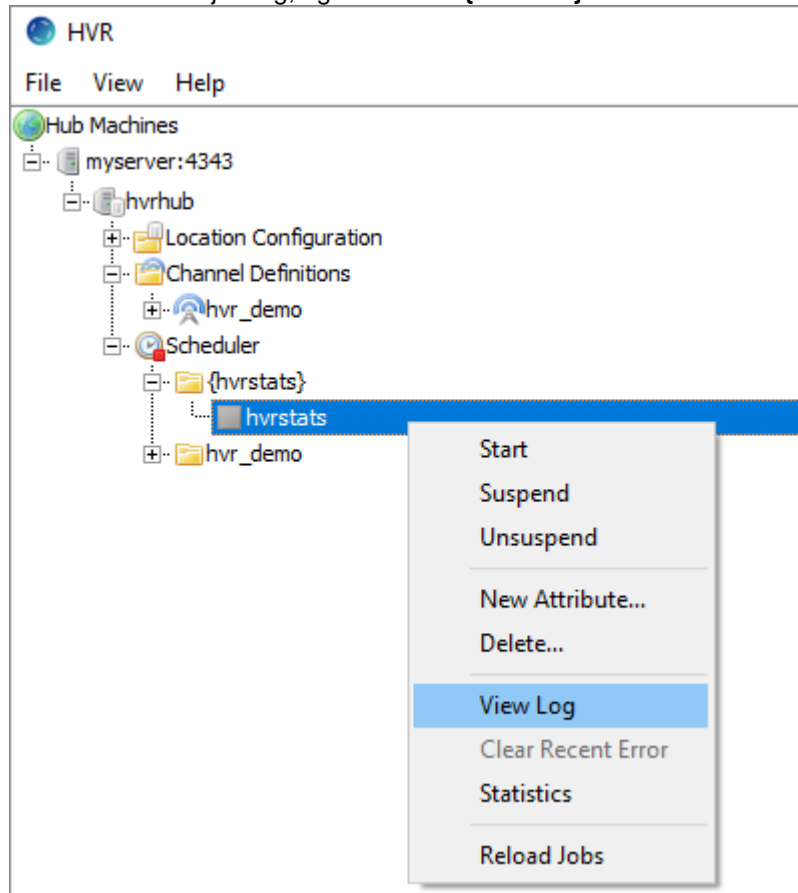 HVR
File View Help
Hub Machines
myserver:4343
hvrhub
Location Configuration
Channel Definitions
hvr_demo
Scheduler
{hvrstats}
hvrstats
hvr_demo
Start
Suspend
Unsuspend
New Attribute...
Delete...
View Log
Clear Recent Error
Statistics
Reload Jobs